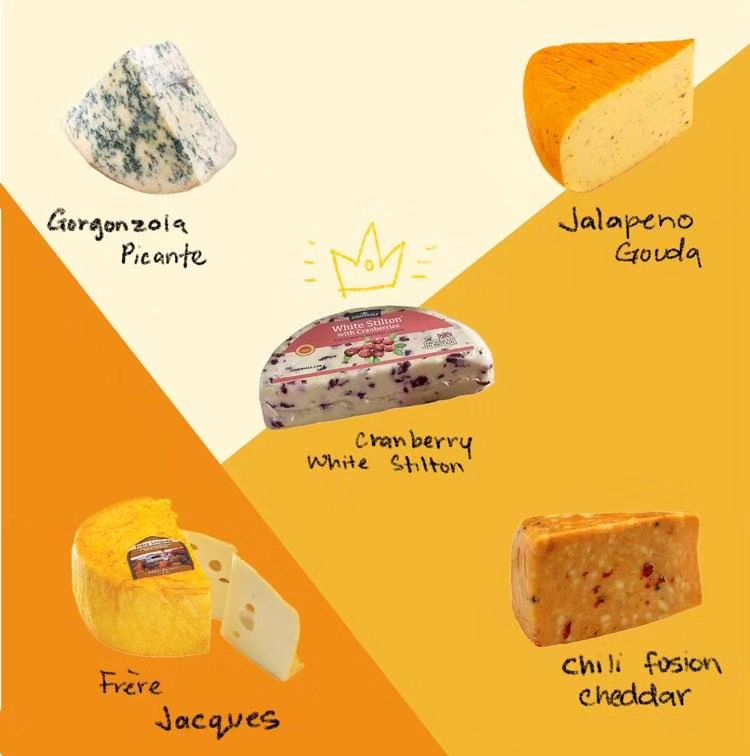 Gorgonzola
Picante
Jalapeno
Gouda
White Stilton
with Cranberries
Cranberry
White Stilton
Frère
Jacques
Chili fusion
cheddar